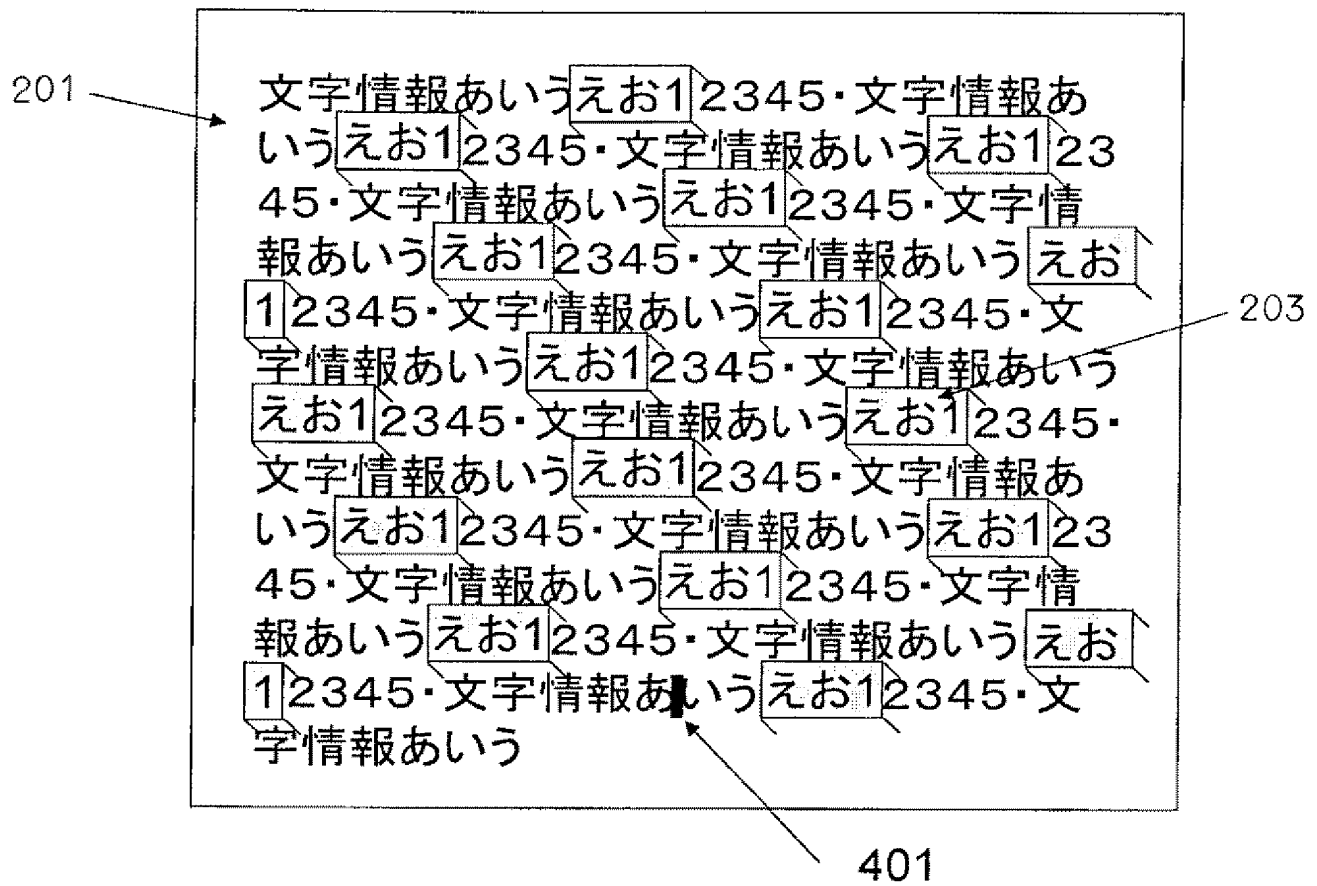 201
文字情報あいうえお12345・文字情報あ
いうえお12345・文字情報あいうえお123
45・文字情報あいうえお12345・文字情
報あいうえお12345・文字情報あいうえお
12345・文字情報あいうえお12345・文
203
字情報あいうえお12345・文字情報あいう
えお12345・文字情報あいうえお12345・
文字情報あいうえお12345・文字情報あ
いうえお12345・文字情報あいうえお123
45・文字情報あいうえお12345・文字情
報あいうえお12345・文字情報あいうえお
12345・文字情報あいうえお12345・文
字情報あいう
401